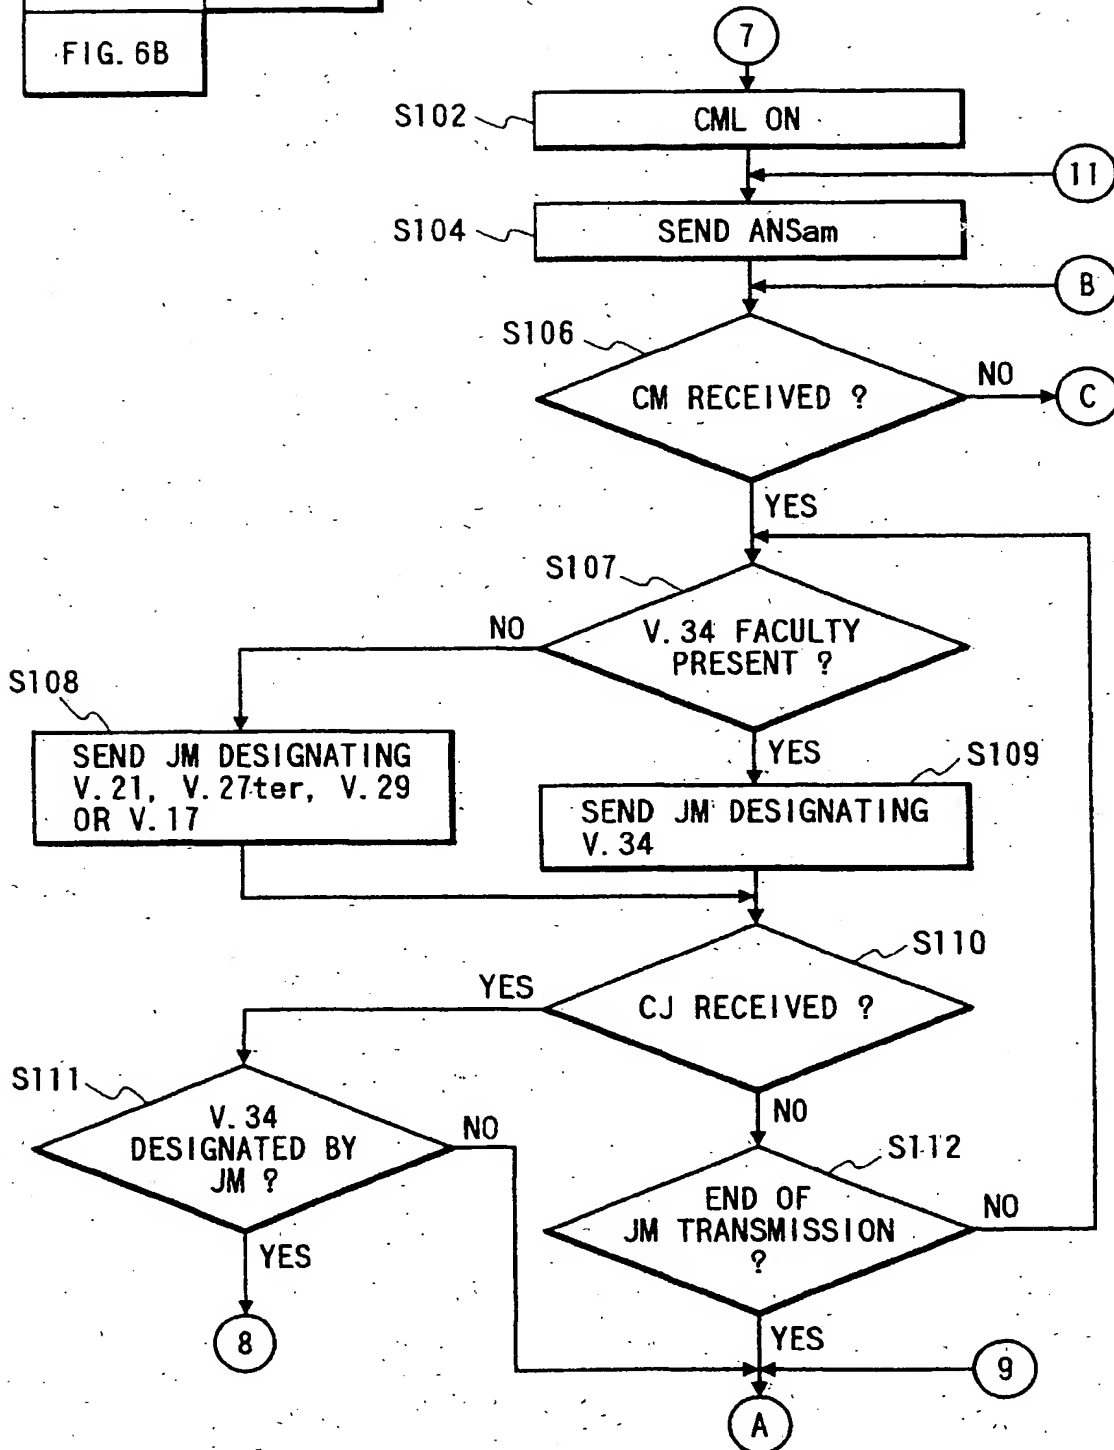 FIG. 6B
7
S102
CML ON
11
S104
SEND ANSam
B
S106
CM RECEIVED ?
NO
C
YES
S107
V. 34 FACULTY
PRESENT ?
NO
S108
YES
S109
SEND JM DESIGNATING
V. 21, V. 27ter, V. 29
OR V. 17
SEND JM DESIGNATING
V. 34
S110
YES
CJ RECEIVED ?
S111
V. 34
DESIGNATED BY
JM ?
NO
NO
S112
END OF
JM TRANSMISSION
?
NO
YES
8
YES
9
A